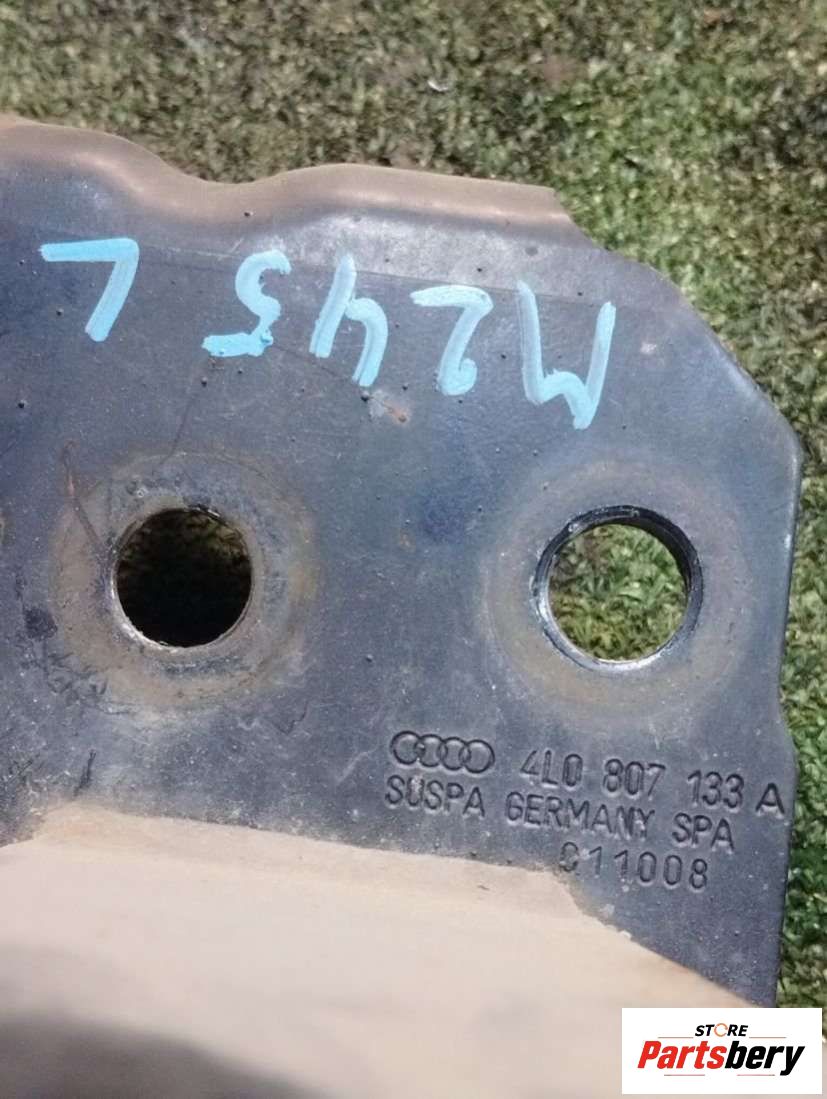 M245 L
4L0 807 133 A
SUSPA GERMANY SPA
011008
STORE
Partsbery